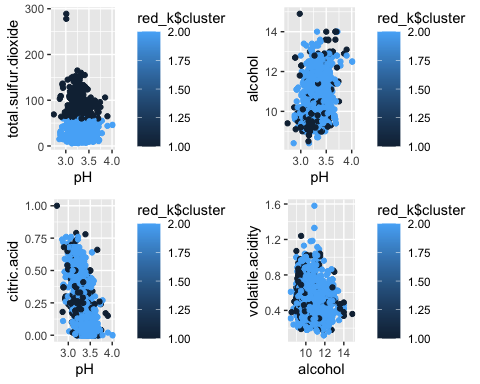 red_k$cluster
300
200
100
0
total.sulfur.dioxide
3.0 3.5 4.0
pH
2.00
1.75
1.50
1.25
1.00
red_k$cluster
14
12
10
alcohol
3.0 3.5 4.0
pH
2.00
1.75
1.50
1.25
1.00
red_k$cluster
1.00
0.75
0.50
0.25
0.00
citric.acid
3.0 3.5 4.0
pH
2.00
1.75
1.50
1.25
1.00
red_k$cluster
1.6
1.2
0.8
0.4
volatile.acidity
10 12 14
alcohol
2.00
1.75
1.50
1.25
1.00